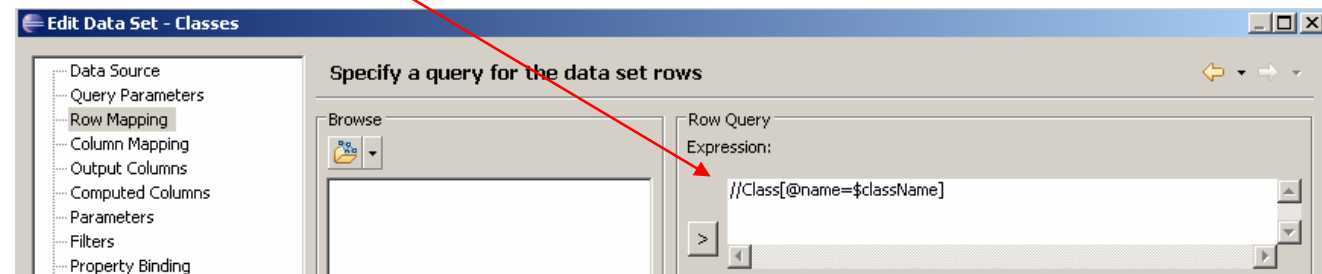 Edit Data Set - Classes
Data Source
Query Parameters
Row Mapping
Column Mapping
Output Columns
Computed Columns
Parameters
Filters
Property Binding
Specify a query for the data set rows
Browse
Row Query
Expression:
//Class[@name=$className]
>